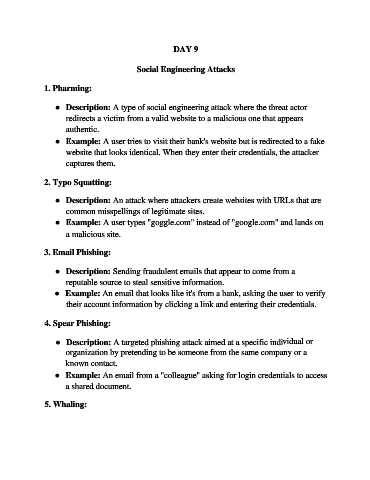 DAY 9
Social Engineering Attacks
1. Pharming:
● Description: A type of social engineering attack where the threat actor
redirects a victim from a valid website to a malicious one that appears
authentic.
● Example: A user tries to visit their bank's website but is redirected to a fake
website that looks identical. When they enter their credentials, the attacker
captures them.
2. Typo Squatting:
● Description: An attack where attackers create websites with URLs that are
common misspellings of legitimate sites.
● Example: A user types "goggle.com" instead of "google.com" and lands on
a malicious site.
3. Email Phishing:
● Description: Sending fraudulent emails that appear to come from a
reputable source to steal sensitive information.
● Example: An email that looks like it's from a bank, asking the user to verify
their account information by clicking a link and entering their credentials.
4. Spear Phishing:
● Description: A targeted phishing attack aimed at a specific individual or
organization by pretending to be someone from the same company or a
known contact.
● Example: An email from a "colleague" asking for login credentials to access
a shared document.
5. Whaling: